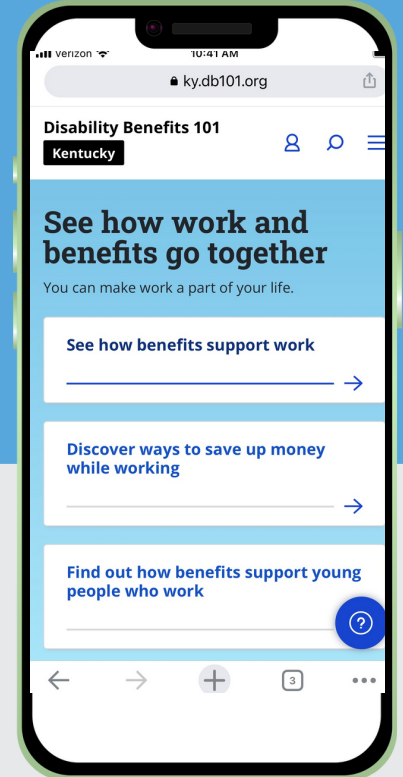 verizon
10:41 AM
ky.db101.org
Disability Benefits 101
Kentucky
See how work and
benefits go together
You can make work a part of your life.
See how benefits support work
Discover ways to save up money
while working
Find out how benefits support young
people who work
?
3